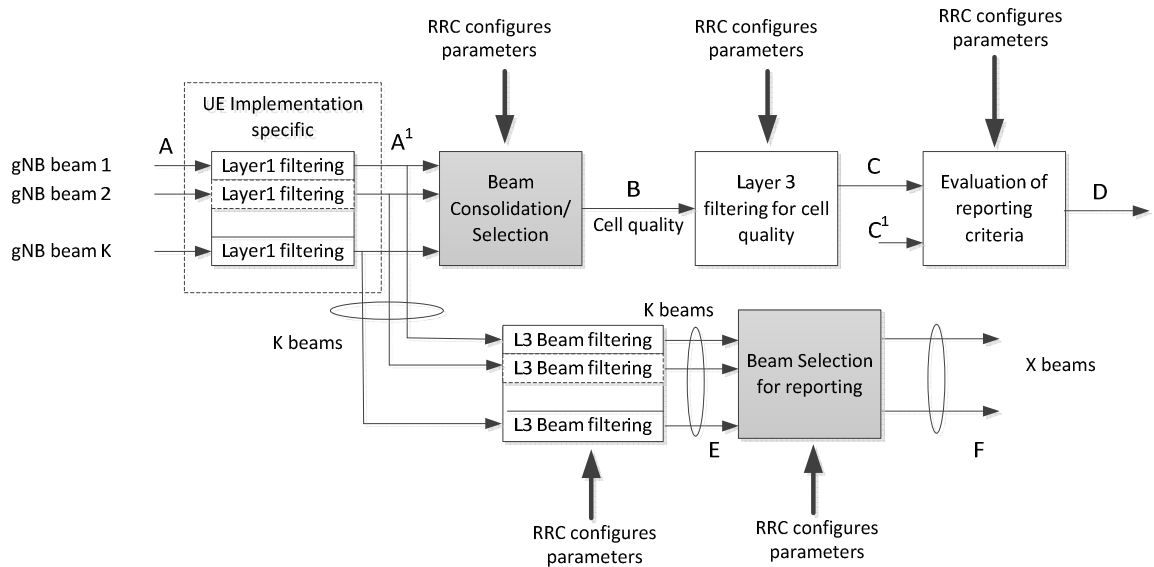 RRC configures
parameters
RRC configures
parameters
RRC configures
parameters
UE Implementation
specific
A
A¹
gNB beam 1
Layer1 filtering
gNB beam 2
Layer1 filtering
gNB beam K
Layer1 filtering
Beam
Consolidation/
Selection
B
Cell quality
Layer 3
filtering for cell
quality
C
C¹
Evaluation of
reporting
criteria
D
K beams
L3 Beam filtering
L3 Beam filtering
L3 Beam filtering
K beams
E
Beam Selection
for reporting
X beams
F
RRC configures
parameters
RRC configures
parameters